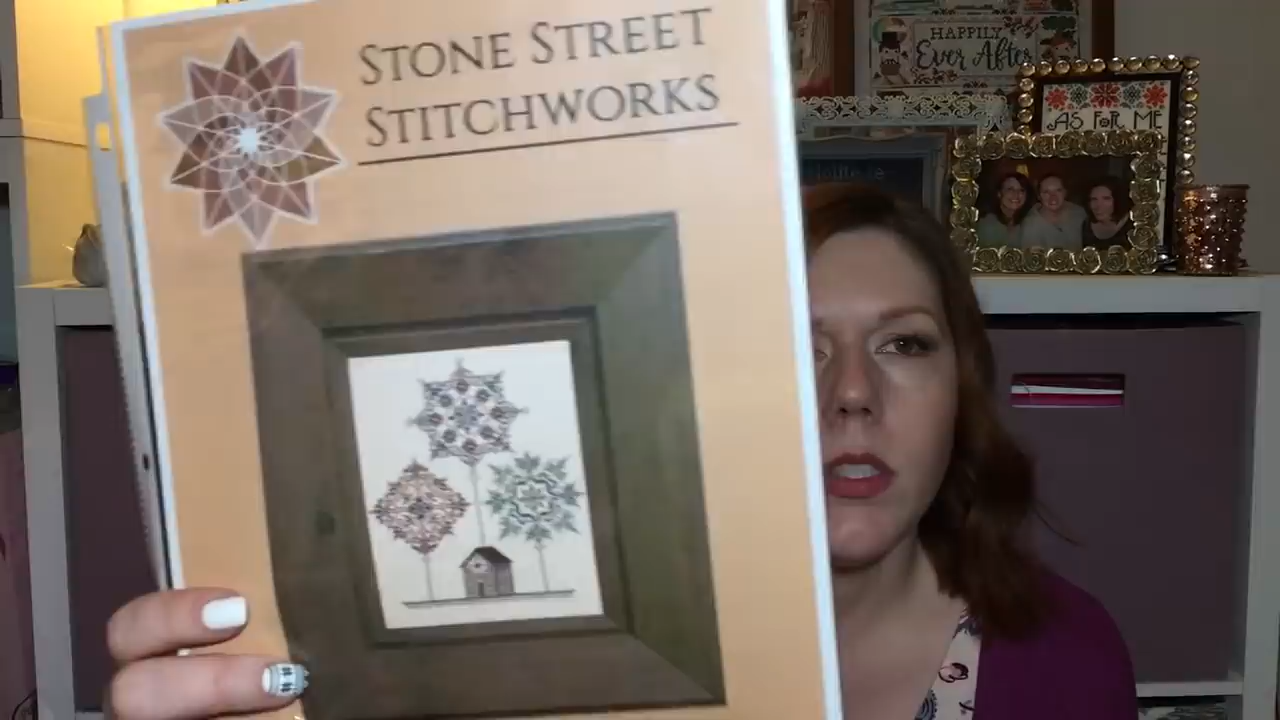 STONE STREET
STITCHWORKS
HAPPILY
Ever After
AS FOR ME